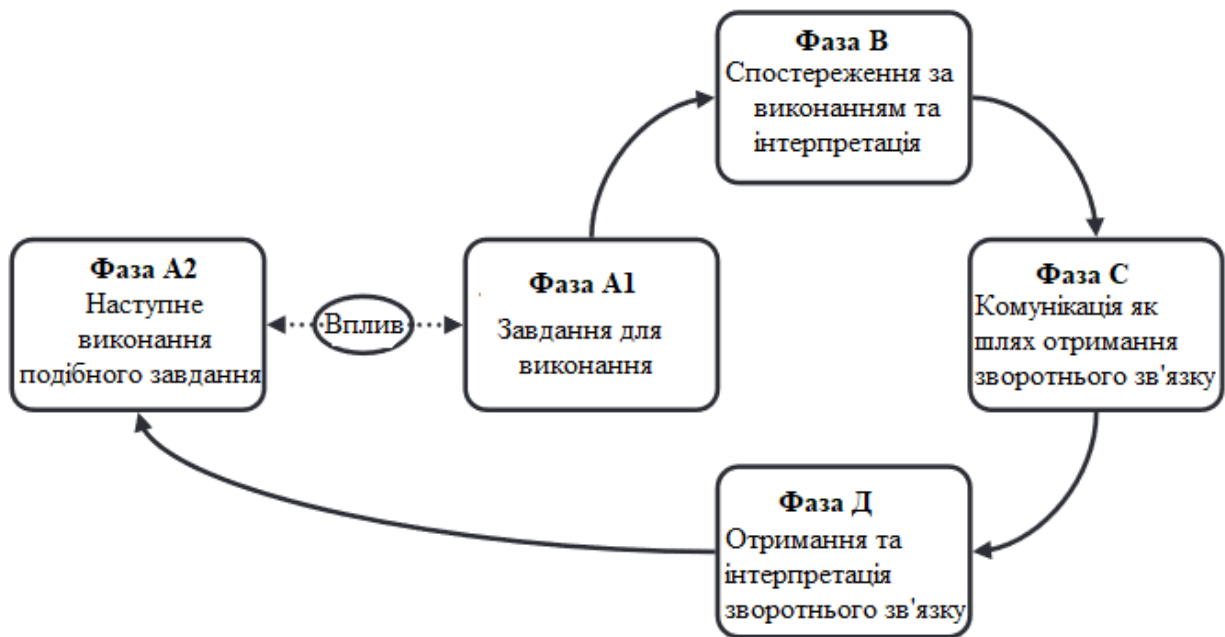 Фаза В
Спостереження за
виконанням та
інтерпретація
Фаза А2
Наступне
виконання
подібного завдання
Вплив
Фаза А1
Завдання для
виконання
Фаза С
Комунікація як
шлях отримання
зворотнього зв'язку
Фаза Д
Отримання та
інтерпретація
зворотнього зв'язку